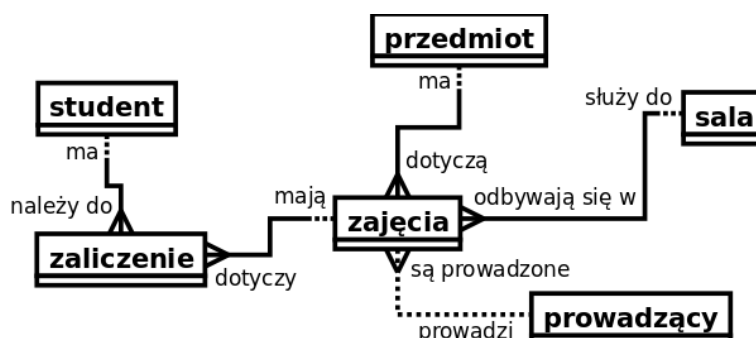 przedmiot
ma
służy do
student
sala
ma
dotyczą
mają
zajęcia
odbywają się w
należy do
zaliczenie
dotyczy
są prowadzone
prowadzący
prowadzi